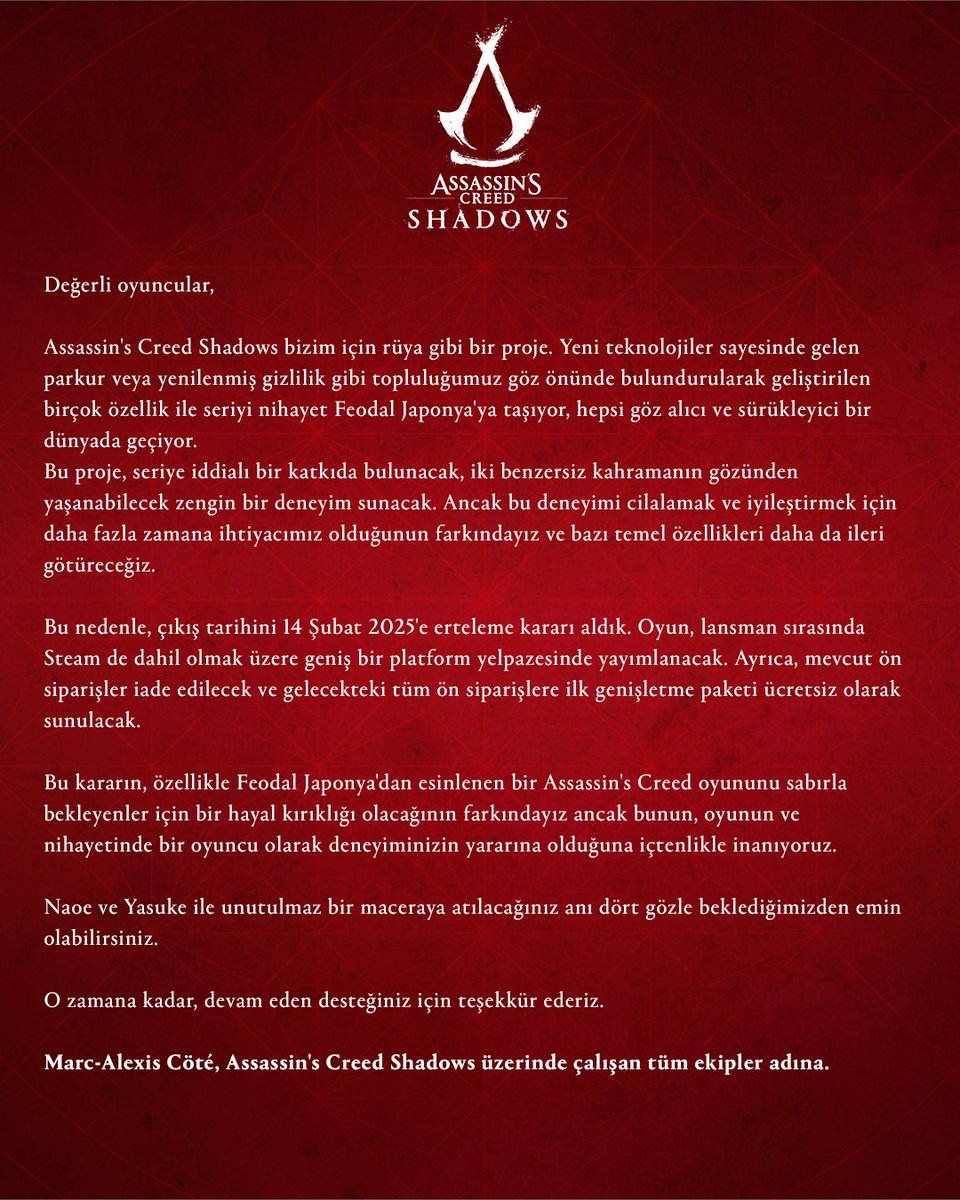 ASSASSIN'S
CREED
SHADOWS
Değerli oyuncular,
Assassin's Creed Shadows bizim için rüya gibi bir proje. Yeni teknolojiler sayesinde gelen
parkur veya yenilenmiş gizlilik gibi topluluğumuz göz önünde bulundurularak geliştirilen
birçok özellik ile seriyi nihayet Feodal Japonya'ya taşıyor, hepsi göz alıcı ve sürükleyici bir
dünyada geçiyor.
Bu proje, seriye iddialı bir katkıda bulunacak, iki benzersiz kahramanın gözünden
yaşanabilecek zengin bir deneyim sunacak. Ancak bu deneyimi cilalamak ve iyileştirmek için
daha fazla zamana ihtiyacımız olduğunun farkındayız ve bazı temel özellikleri daha da ileri
götüreceğiz.
Bu nedenle, çıkış tarihini 14 Şubat 2025'e erteleme kararı aldık. Oyun, lansman sırasında
Steam de dahil olmak üzere geniş bir platform yelpazesinde yayımlanacak. Ayrıca, mevcut ön
siparişler iade edilecek ve gelecekteki tüm ön siparişlere ilk genişletme paketi ücretsiz olarak
sunulacak.
Bu kararın, özellikle Feodal Japonya'dan esinlenen bir Assassin's Creed oyununu sabırla
bekleyenler için bir hayal kırıklığı olacağının farkındayız ancak bunun, oyunun ve
nihayetinde bir oyuncu olarak deneyiminizin yararına olduğuna içtenlikle inanıyoruz.
Naoe ve Yasuke ile unutulmaz bir maceraya atılacağınız anı dört gözle beklediğimizden emin
olabilirsiniz.
O zamana kadar, devam eden desteğiniz için teşekkür ederiz.
Marc-Alexis Cöté, Assassin's Creed Shadows üzerinde çalışan tüm ekipler adına.